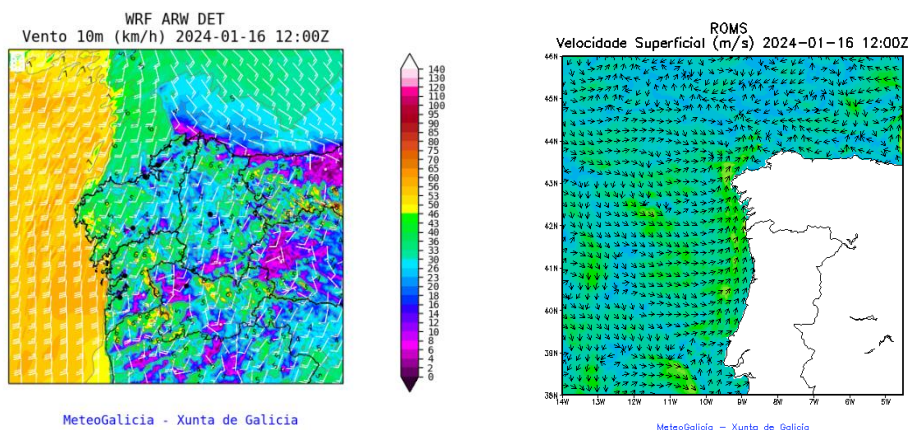 WRF ARW DET
Vento 10m (km/h) 2024-01-16 12:00Z
140
130
120
110
100
95
90
85
80
75
70
65
60
56
53
50
46
43
40
36
33
30
26
23
20
18
16
14
12
10
8
6
4
2
0
MeteoGalicia - Xunta de Galicia
ROMS
Velocidade Superficial (m/s) 2024-01-16 12:00Z
46N
45N
44N
43N
42N
41N
40N
39N
38N
14W 13W 12W 11W 10W 9W 8W 7W 6W 5W
MeteoGalicia - Xunta de Galicia